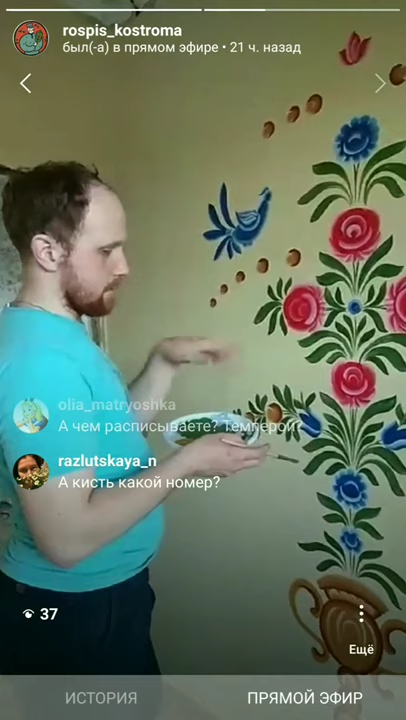 rospis_kostroma
был(-а) в прямом эфире • 21 ч. назад
olia_matryoshka
А чем расписываете? Темперой?
razlutskaya_n
А кисть какой номер?
37
Ещё
ИСТОРИЯ
ПРЯМОЙ ЭФИР